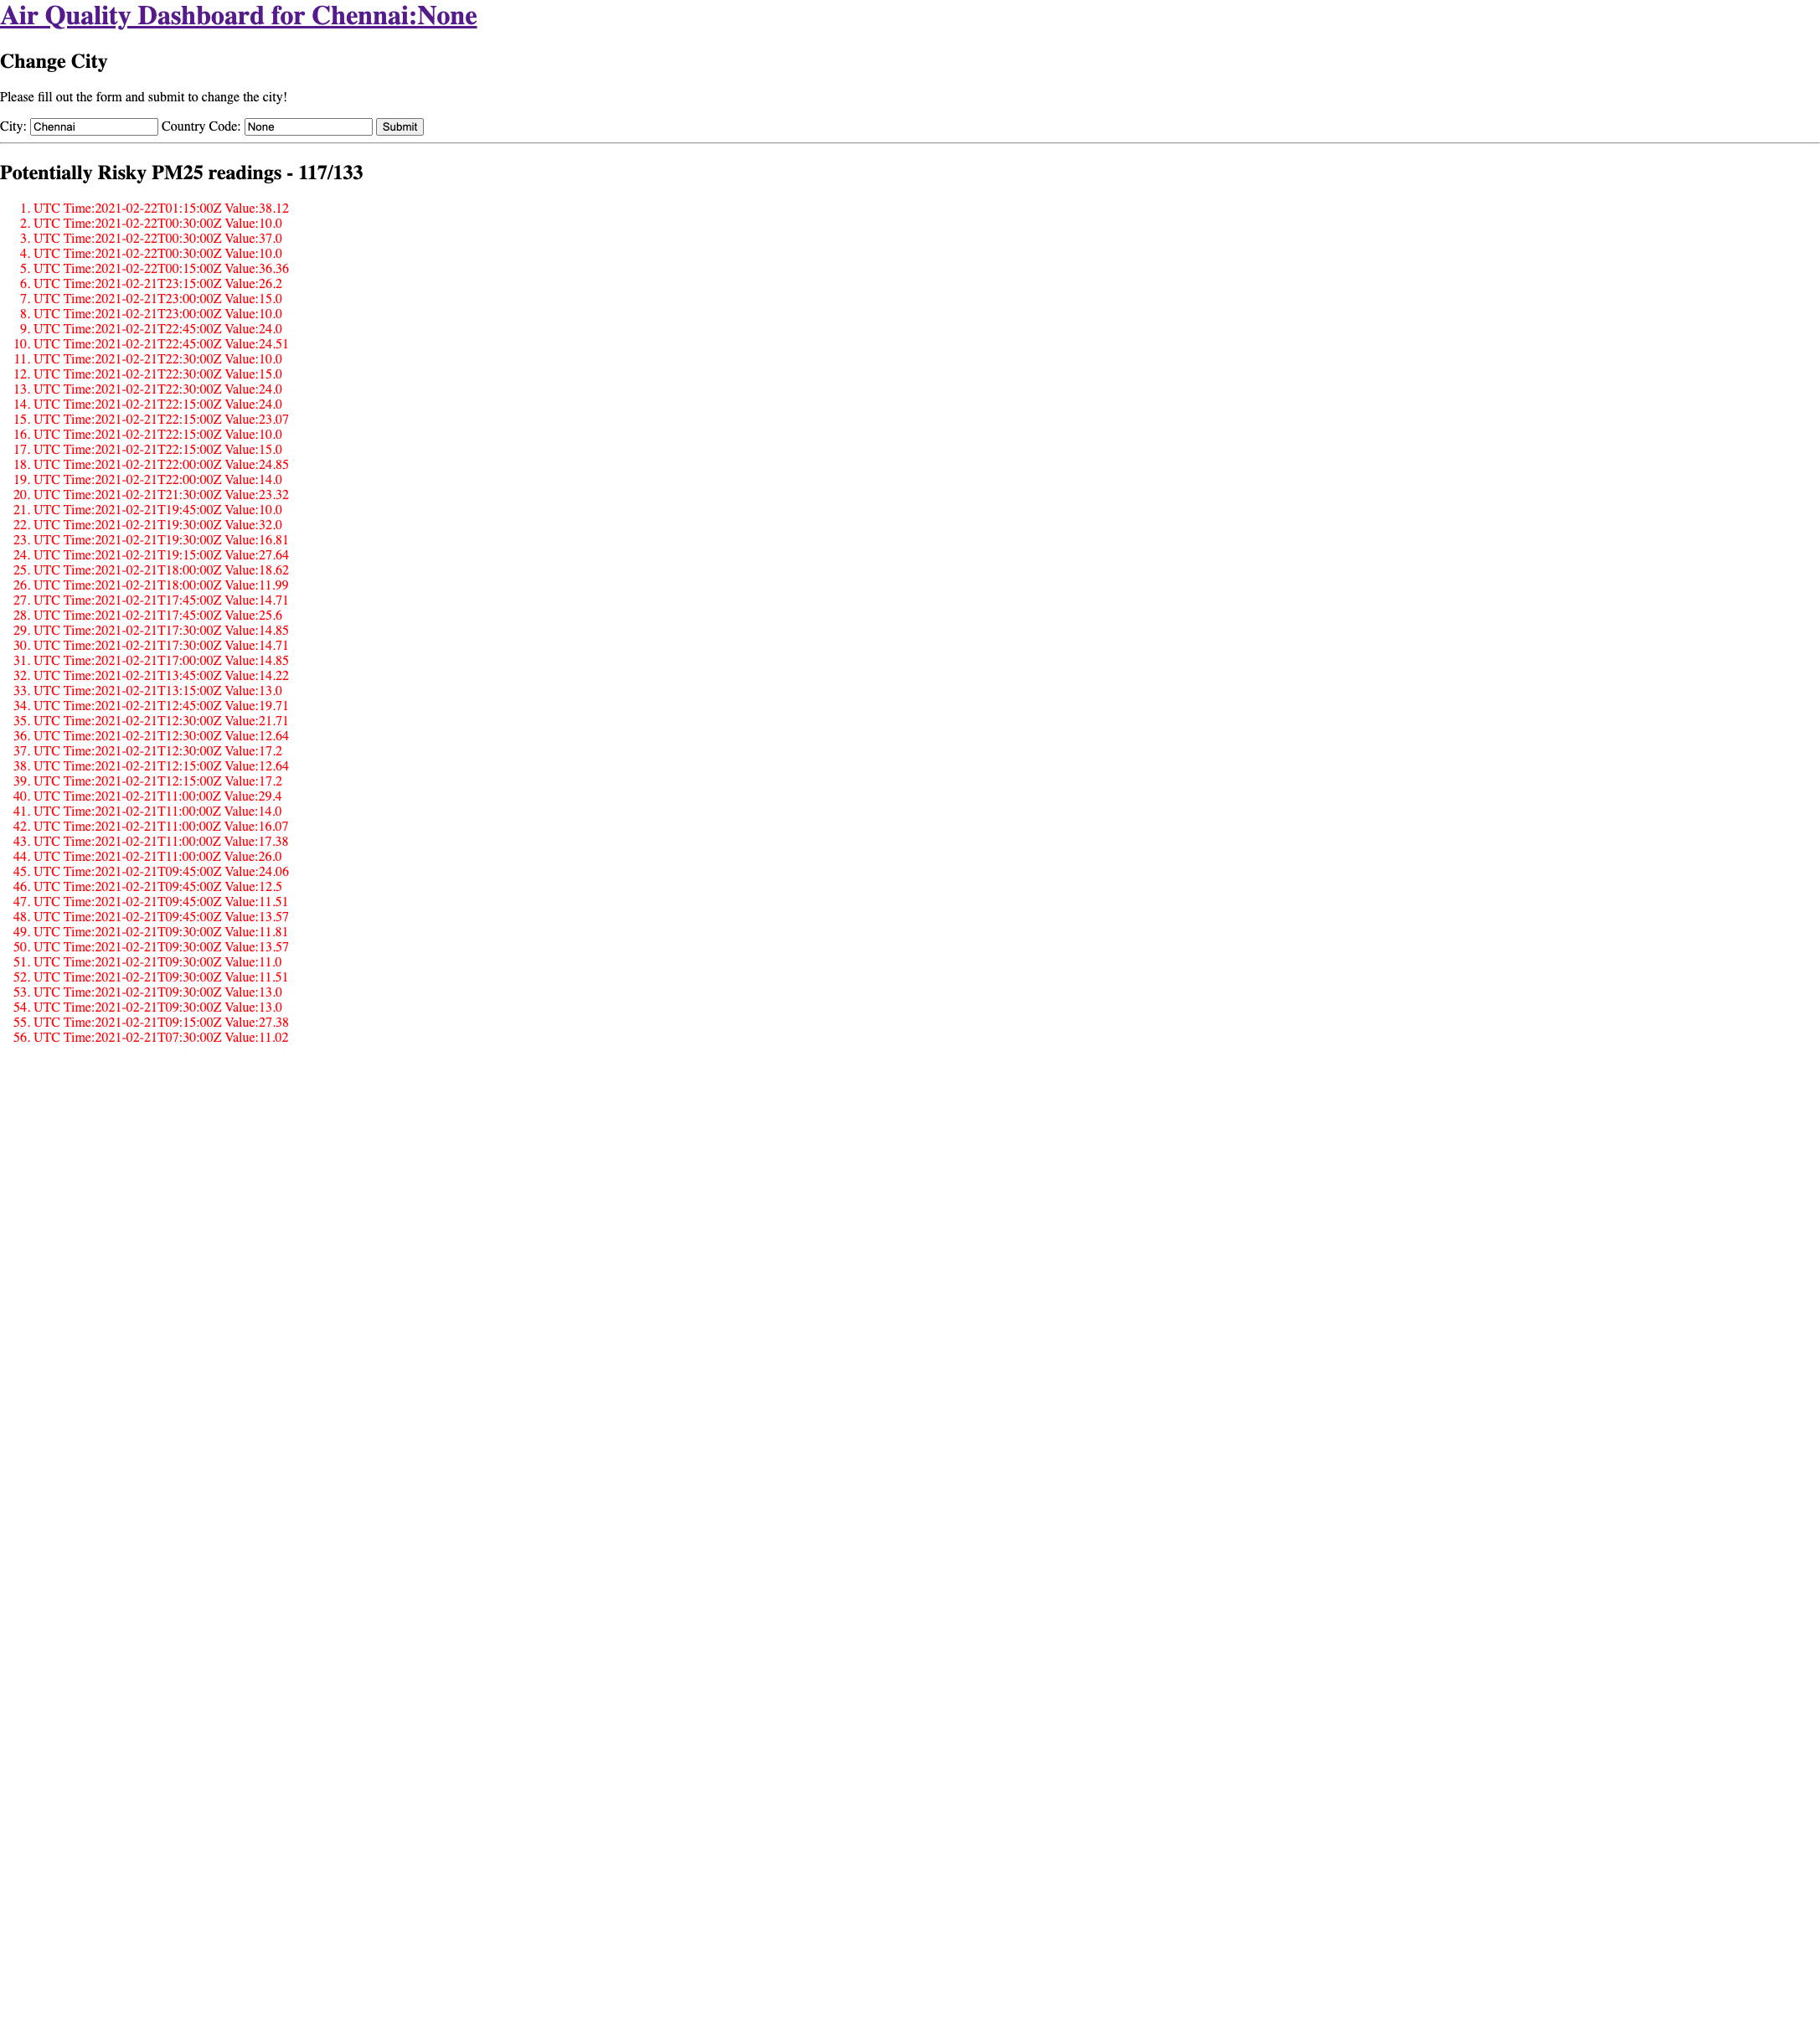 Air Quality Dashboard for Chennai:None
Change City
Please fill out the form and submit to change the city!
City: Chennai Country Code: None Submit
Potentially Risky PM25 readings - 117/133
1. UTC Time:2021-02-22T01:15:00Z Value:38.12
2. UTC Time:2021-02-22T00:30:00Z Value:10.0
3. UTC Time:2021-02-22T00:30:00Z Value:37.0
4. UTC Time:2021-02-22T00:30:00Z Value:10.0
5. UTC Time:2021-02-22T00:15:00Z Value:36.36
6. UTC Time:2021-02-21T23:15:00Z Value:26.2
7. UTC Time:2021-02-21T23:00:00Z Value:15.0
8. UTC Time:2021-02-21T23:00:00Z Value:10.0
9. UTC Time:2021-02-21T22:45:00Z Value:24.0
10. UTC Time:2021-02-21T22:45:00Z Value:24.51
11. UTC Time:2021-02-21T22:30:00Z Value:10.0
12. UTC Time:2021-02-21T22:30:00Z Value:15.0
13. UTC Time:2021-02-21T22:30:00Z Value:24.0
14. UTC Time:2021-02-21T22:15:00Z Value:24.0
15. UTC Time:2021-02-21T22:15:00Z Value:23.07
16. UTC Time:2021-02-21T22:15:00Z Value:10.0
17. UTC Time:2021-02-21T22:15:00Z Value:15.0
18. UTC Time:2021-02-21T22:00:00Z Value:24.85
19. UTC Time:2021-02-21T22:00:00Z Value:14.0
20. UTC Time:2021-02-21T21:30:00Z Value:23.32
21. UTC Time:2021-02-21T19:45:00Z Value:10.0
22. UTC Time:2021-02-21T19:30:00Z Value:32.0
23. UTC Time:2021-02-21T19:30:00Z Value:16.81
24. UTC Time:2021-02-21T19:15:00Z Value:27.64
25. UTC Time:2021-02-21T18:00:00Z Value:18.62
26. UTC Time:2021-02-21T18:00:00Z Value:11.99
27. UTC Time:2021-02-21T17:45:00Z Value:14.71
28. UTC Time:2021-02-21T17:45:00Z Value:25.6
29. UTC Time:2021-02-21T17:30:00Z Value:14.85
30. UTC Time:2021-02-21T17:30:00Z Value:14.71
31. UTC Time:2021-02-21T17:00:00Z Value:14.85
32. UTC Time:2021-02-21T13:45:00Z Value:14.22
33. UTC Time:2021-02-21T13:15:00Z Value:13.0
34. UTC Time:2021-02-21T12:45:00Z Value:19.71
35. UTC Time:2021-02-21T12:30:00Z Value:21.71
36. UTC Time:2021-02-21T12:30:00Z Value:12.64
37. UTC Time:2021-02-21T12:30:00Z Value:17.2
38. UTC Time:2021-02-21T12:15:00Z Value:12.64
39. UTC Time:2021-02-21T12:15:00Z Value:17.2
40. UTC Time:2021-02-21T11:00:00Z Value:29.4
41. UTC Time:2021-02-21T11:00:00Z Value:14.0
42. UTC Time:2021-02-21T11:00:00Z Value:16.07
43. UTC Time:2021-02-21T11:00:00Z Value:17.38
44. UTC Time:2021-02-21T11:00:00Z Value:26.0
45. UTC Time:2021-02-21T09:45:00Z Value:24.06
46. UTC Time:2021-02-21T09:45:00Z Value:12.5
47. UTC Time:2021-02-21T09:45:00Z Value:11.51
48. UTC Time:2021-02-21T09:45:00Z Value:13.57
49. UTC Time:2021-02-21T09:30:00Z Value:11.81
50. UTC Time:2021-02-21T09:30:00Z Value:13.57
51. UTC Time:2021-02-21T09:30:00Z Value:11.0
52. UTC Time:2021-02-21T09:30:00Z Value:11.51
53. UTC Time:2021-02-21T09:30:00Z Value:13.0
54. UTC Time:2021-02-21T09:30:00Z Value:13.0
55. UTC Time:2021-02-21T09:15:00Z Value:27.38
56. UTC Time:2021-02-21T07:30:00Z Value:11.02